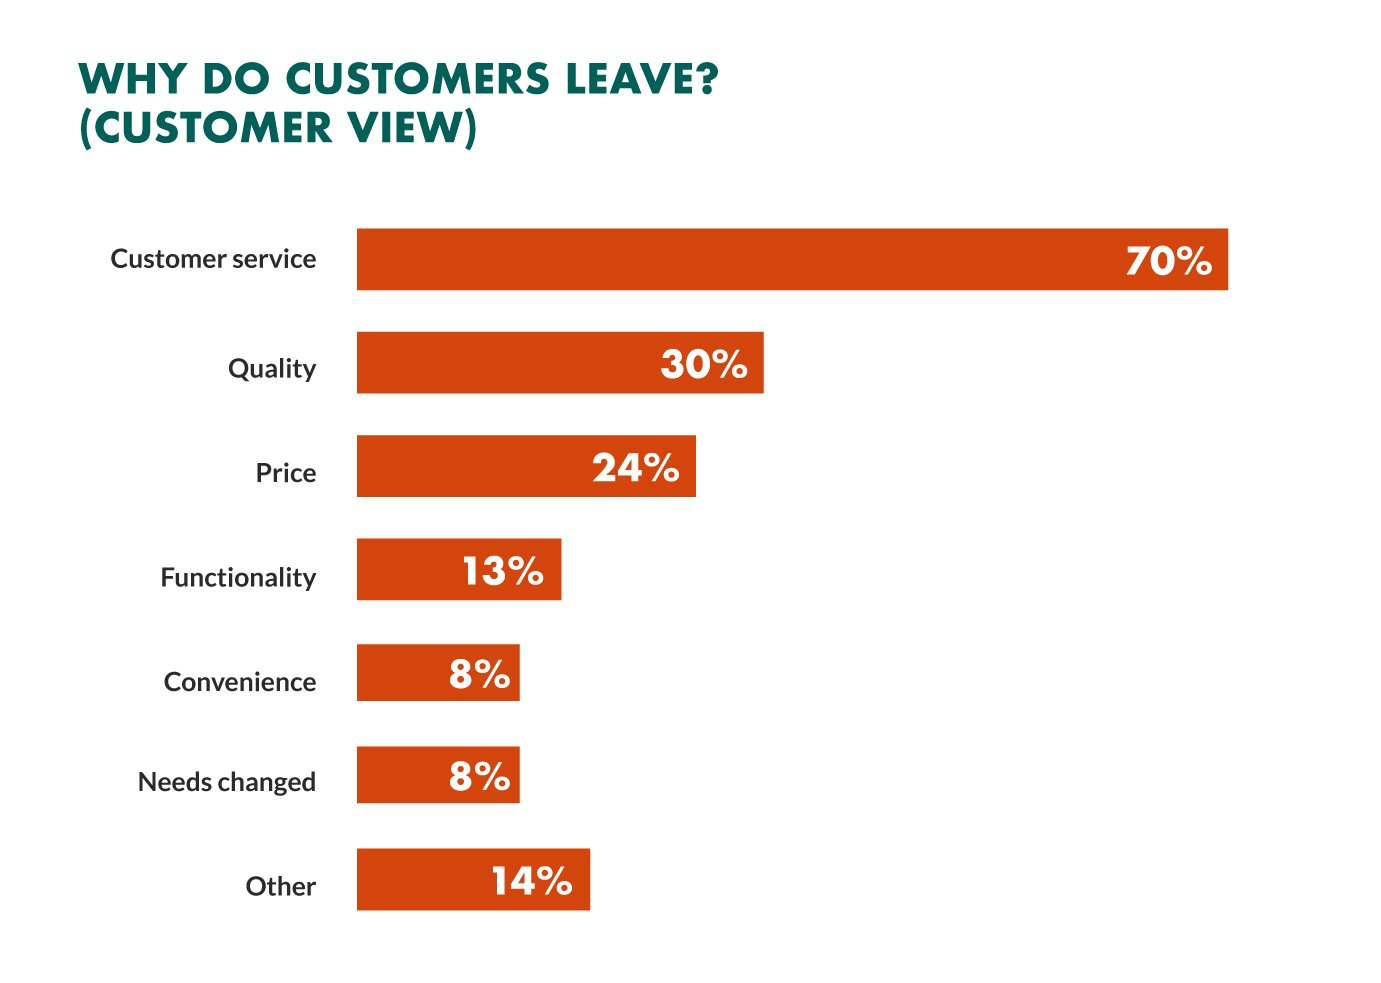 WHY DO CUSTOMERS LEAVE?
(CUSTOMER VIEW)
Customer service 70%
Quality 30%
Price 24%
Functionality 13%
Convenience 8%
Needs changed 8%
Other 14%